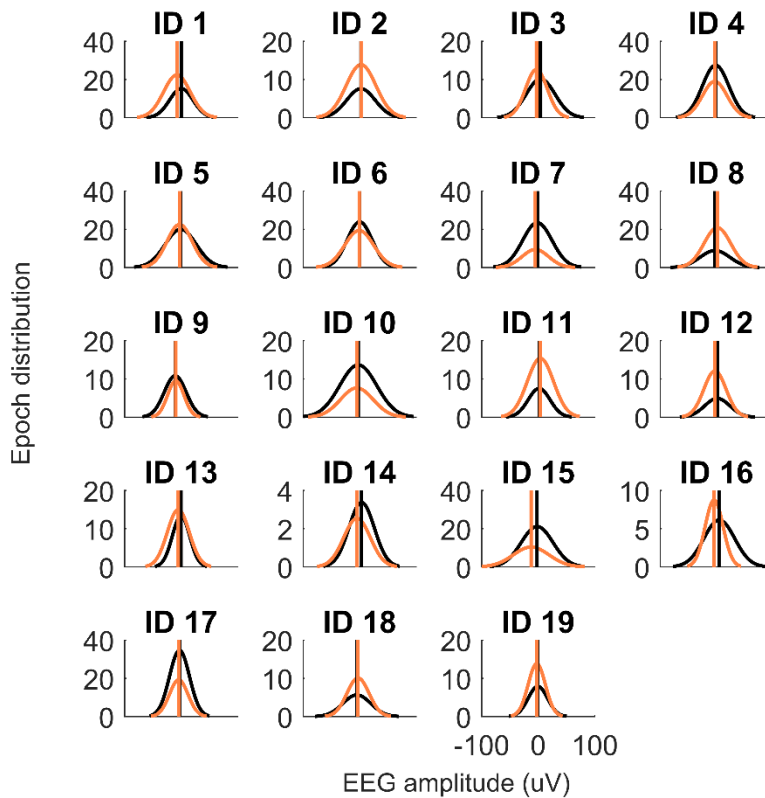 ID 1 ID 2 ID 3 ID 4
40 20 40 40
20 10 20 20
0 0 0 0
ID 5 ID 6 ID 7 ID 8
40 40 40 40
20 20 20 20
0 0 0 0
Epoch distribution
ID 9 ID 10 ID 11 ID 12
20 20 20 20
10 10 10 10
0 0 0 0
ID 13 ID 14 ID 15 ID 16
20 4 40 10
10 2 20 5
0 0 0 0
ID 17 ID 18 ID 19
40 20 20
20 10 10
0 0 0
-100 0 100
EEG amplitude (uV)